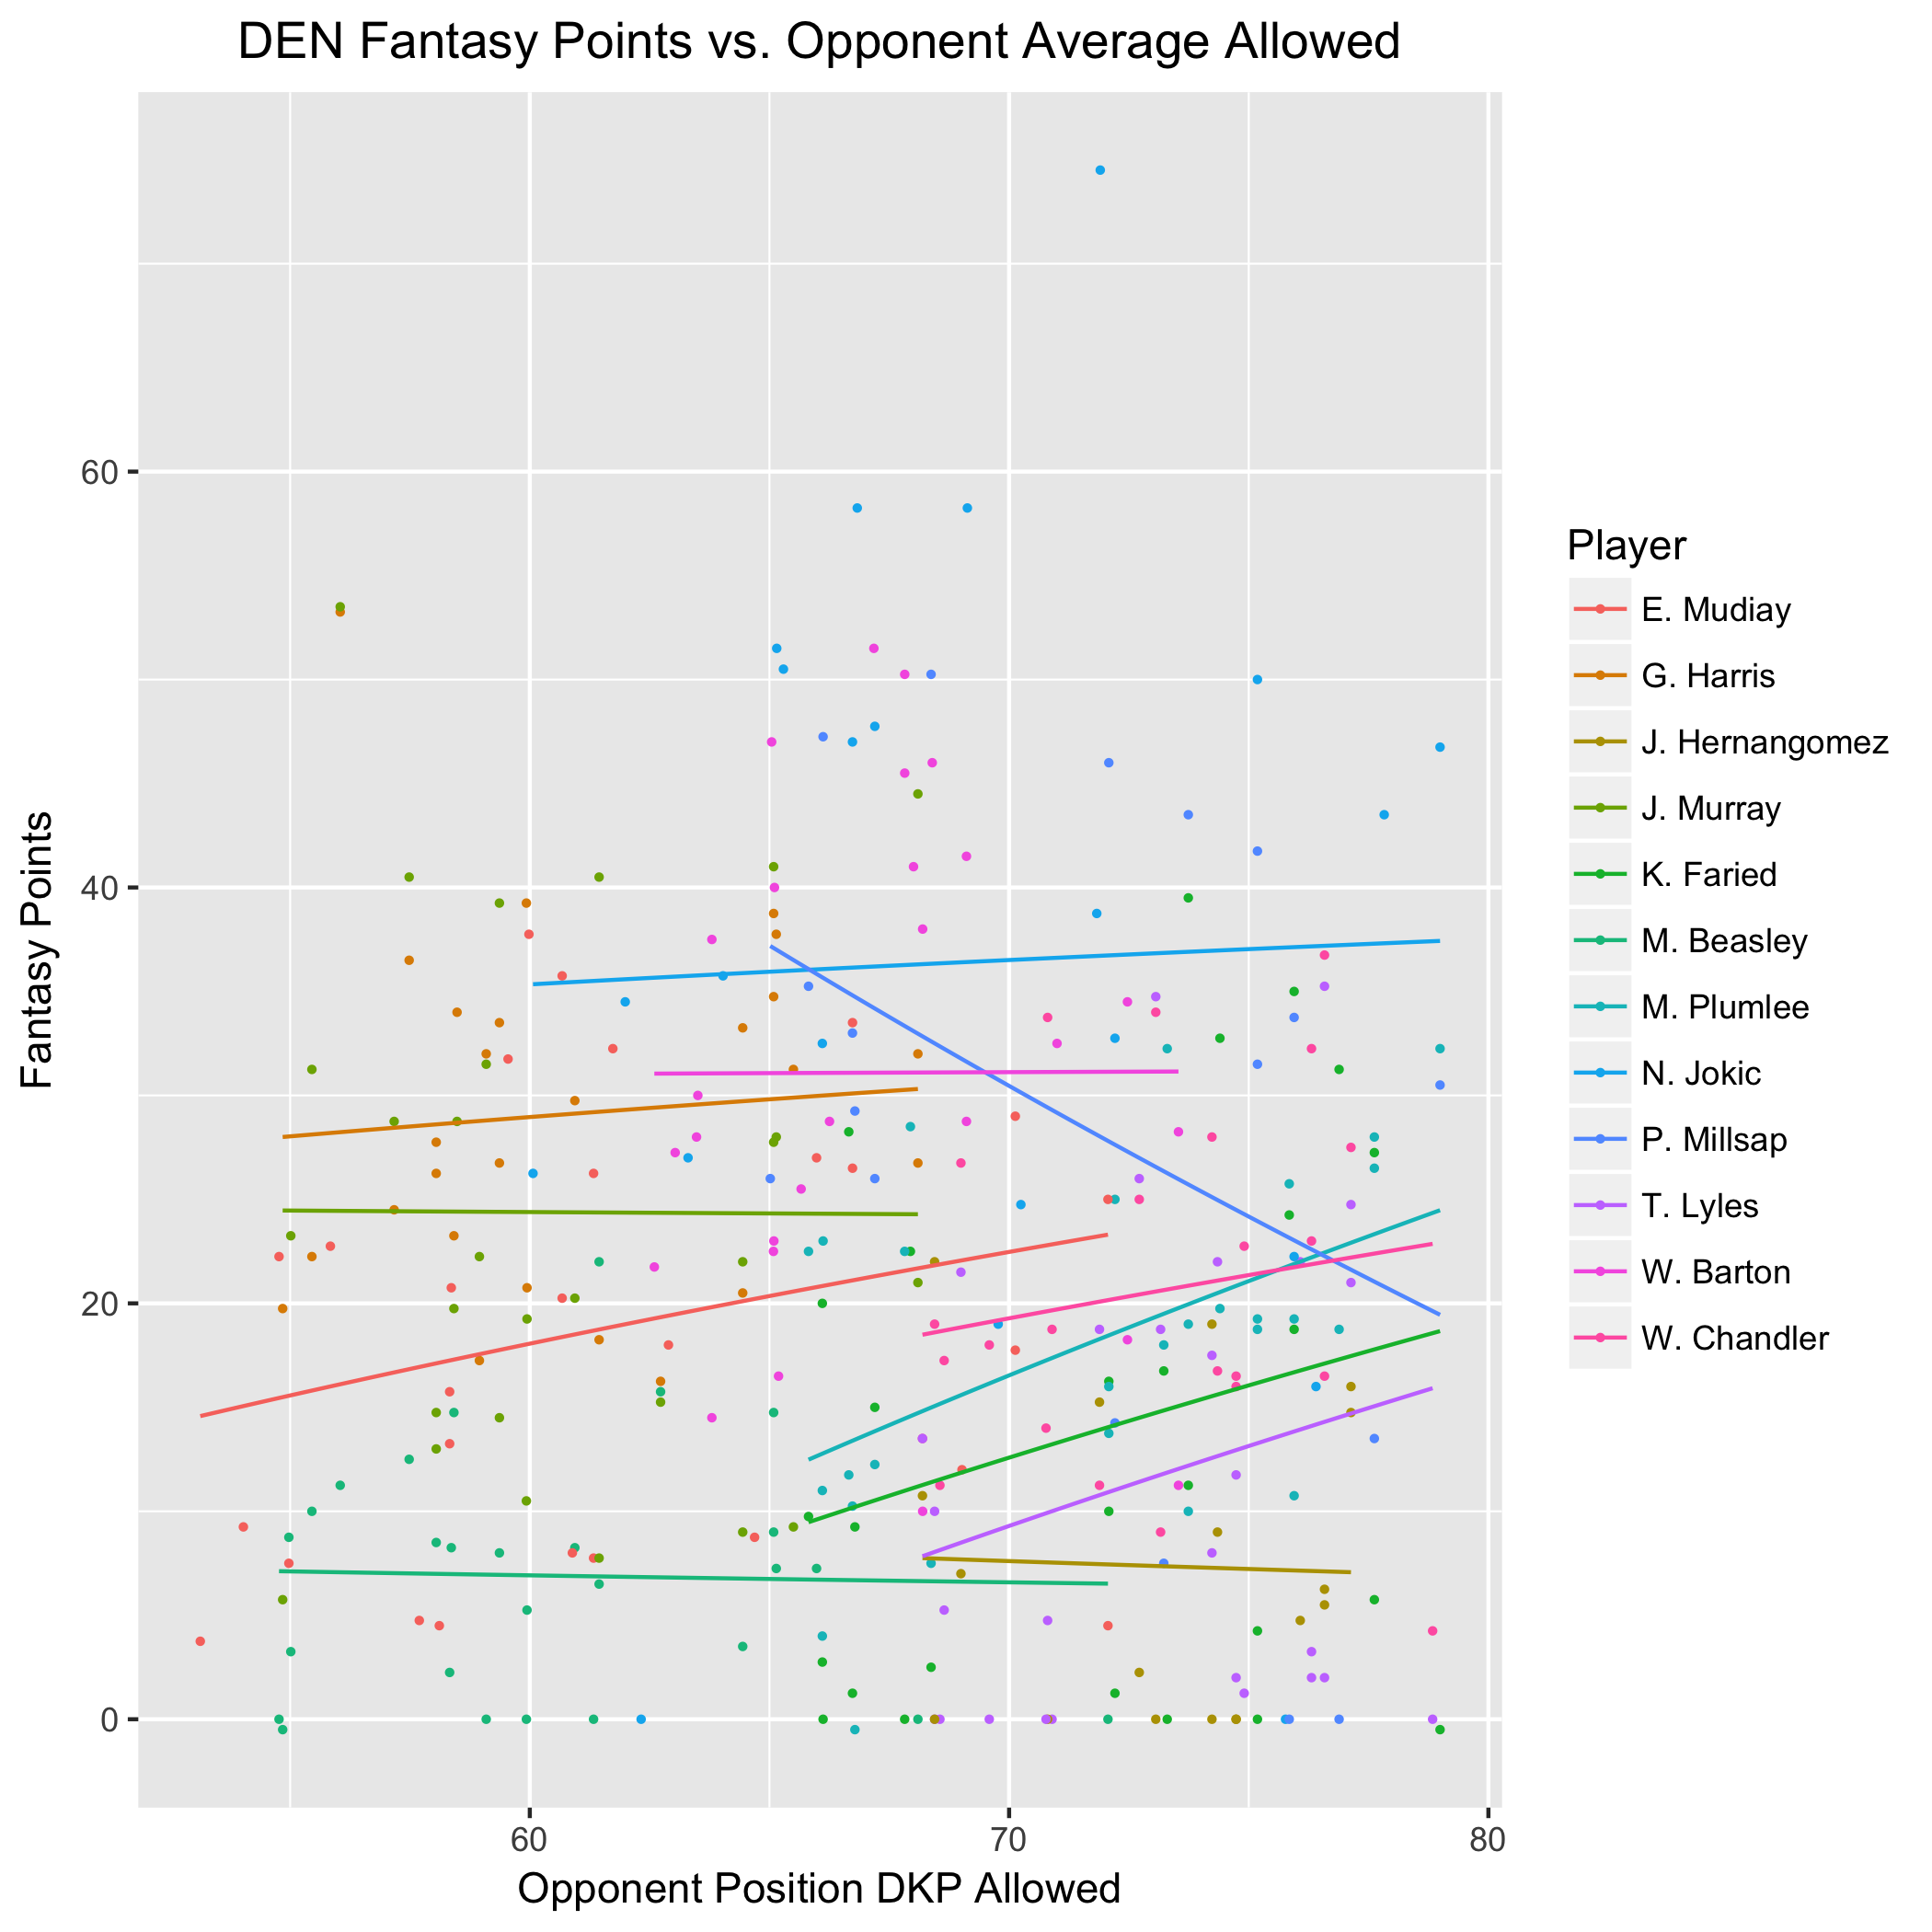 DEN Fantasy Points vs. Opponent Average Allowed
Fantasy Points
60
40
20
0
60 70 80
Opponent Position DKP Allowed
Player
E. Mudiay
G. Harris
J. Hernangomez
J. Murray
K. Faried
M. Beasley
M. Plumlee
N. Jokic
P. Millsap
T. Lyles
W. Barton
W. Chandler